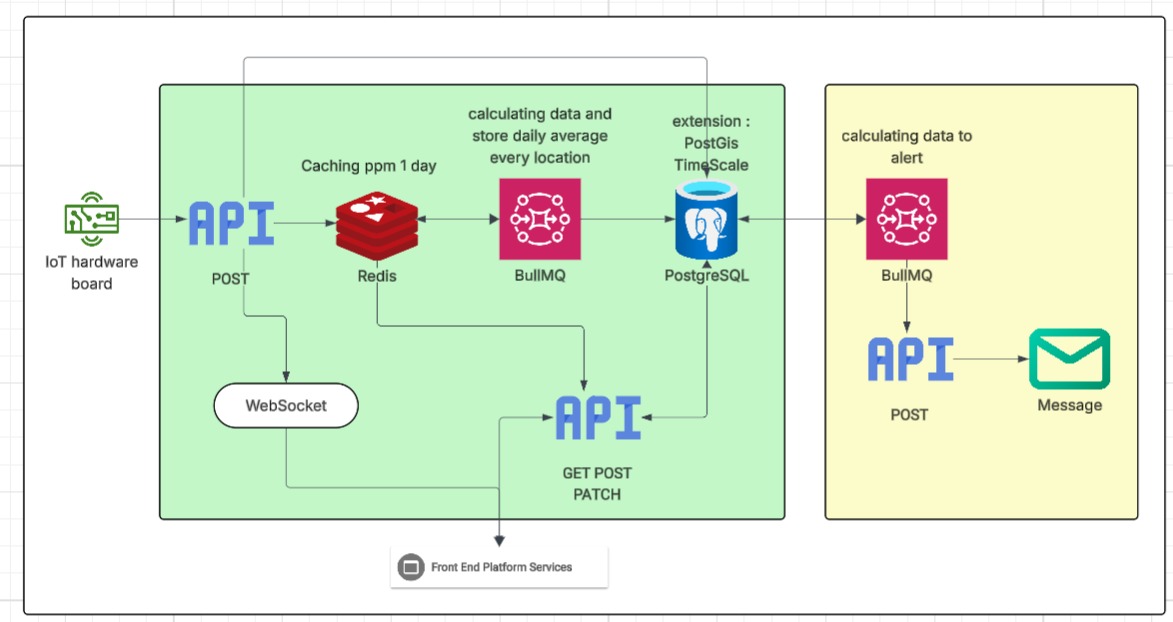 calculating data and
store daily average
every location
extension :
PostGis
TimeScale
calculating data to
alert
Caching ppm 1 day
API
IoT hardware
board
POST
Redis
BullMQ
PostgreSQL
BullMQ
API
WebSocket
API
POST
Message
GET POST
PATCH
Front End Platform Services